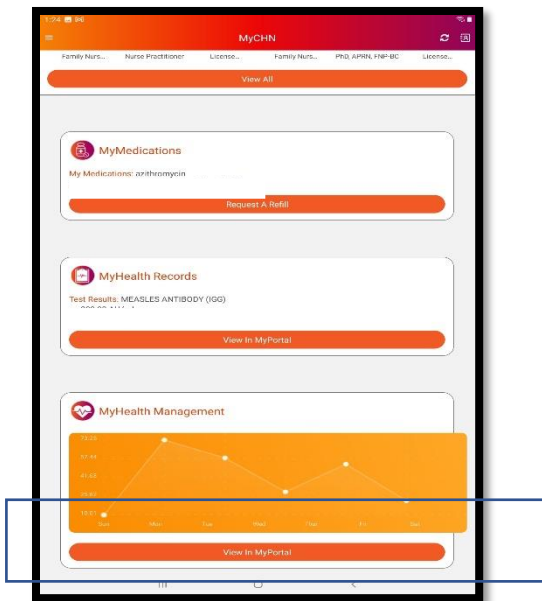 1:24
MyCHN
Family Nurs... Nurse Practitioner License... Family Nurs... PhD, APRN, FNP-BC License...
View All
MyMedications
My Medications: azithromycin
Request A Refill
MyHealth Records
Test Results: MEASLES ANTIBODY (IGG)
View In MyPortal
MyHealth Management
Sun Mon Tue Wed Thu Fri Sat
View In MyPortal